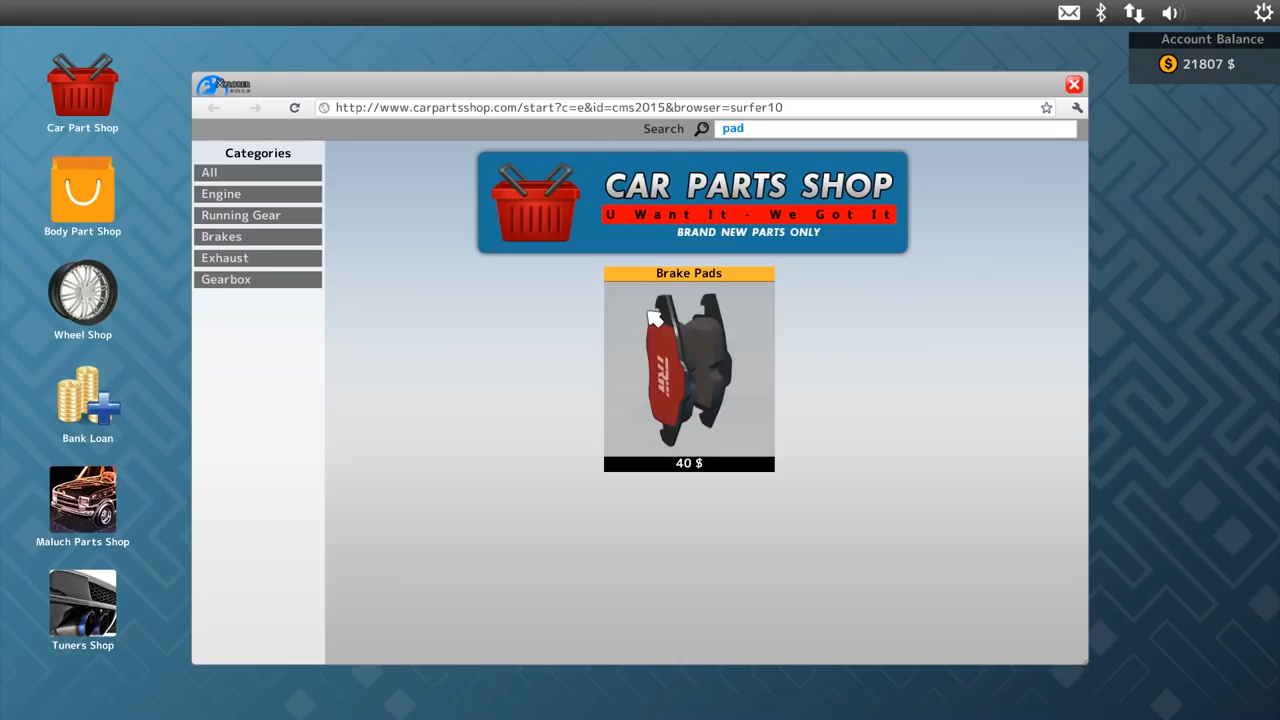 Account Balance
$ 21807 $
Car Part Shop
Body Part Shop
Wheel Shop
Bank Loan
Maluch Parts Shop
Tuners Shop
XPLORER
http://www.carpartsshop.com/start?c=e&id=cms2015&browser=surfer10
Search pad
Categories
All
Engine
Running Gear
Brakes
Exhaust
Gearbox
CAR PARTS SHOP
U Want It - We Got It
BRAND NEW PARTS ONLY
Brake Pads
TRW
40 $